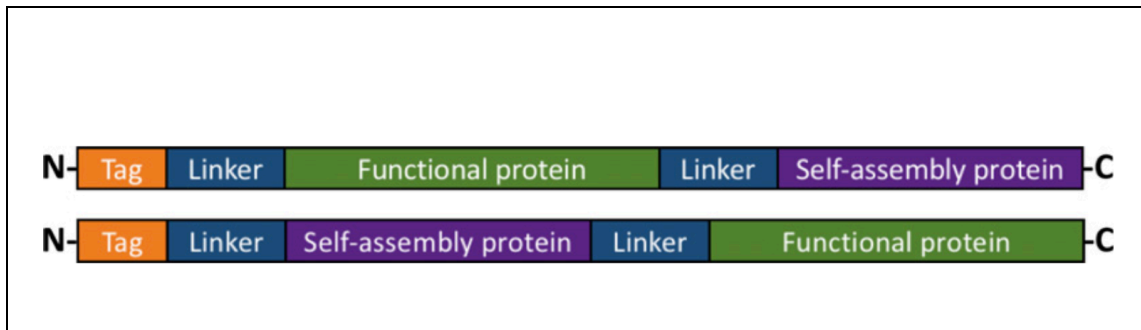 N- Tag Linker Functional protein Linker Self-assembly protein -C
N- Tag Linker Self-assembly protein Linker Functional protein -C